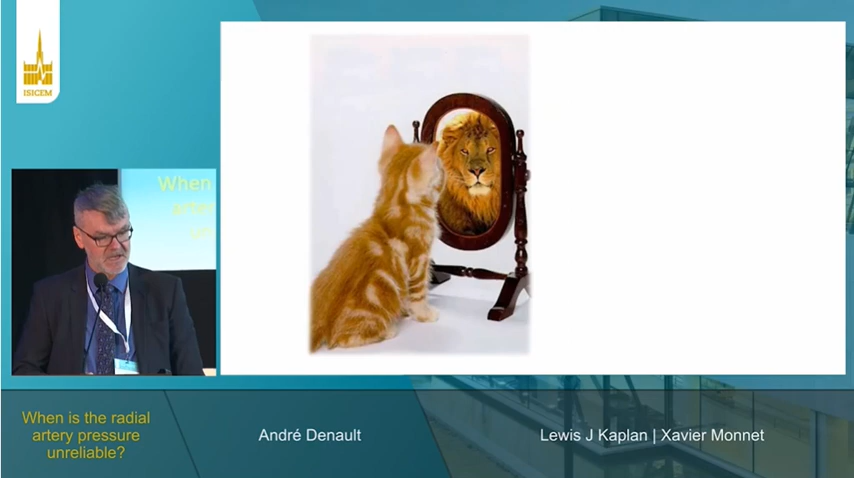 ISICEM
When
When is the radial
artery pressure
unreliable?
André Denault
Lewis J Kaplan | Xavier Monnet